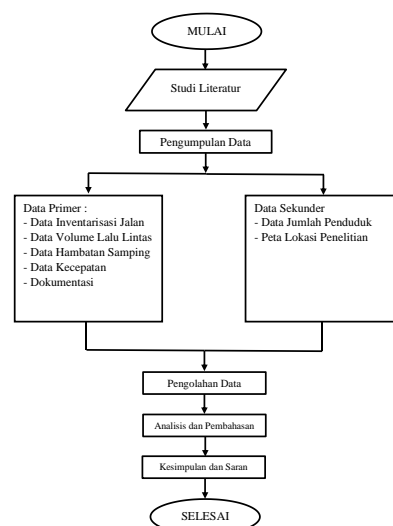 MULAI
Studi Literatur
Pengumpulan Data
Data Primer :
- Data Inventarisasi Jalan
- Data Volume Lalu Lintas
- Data Hambatan Samping
- Data Kecepatan
- Dokumentasi
Data Sekunder
- Data Jumlah Penduduk
- Peta Lokasi Penelitian
Pengolahan Data
Analisis dan Pembahasan
Kesimpulan dan Saran
SELESAI